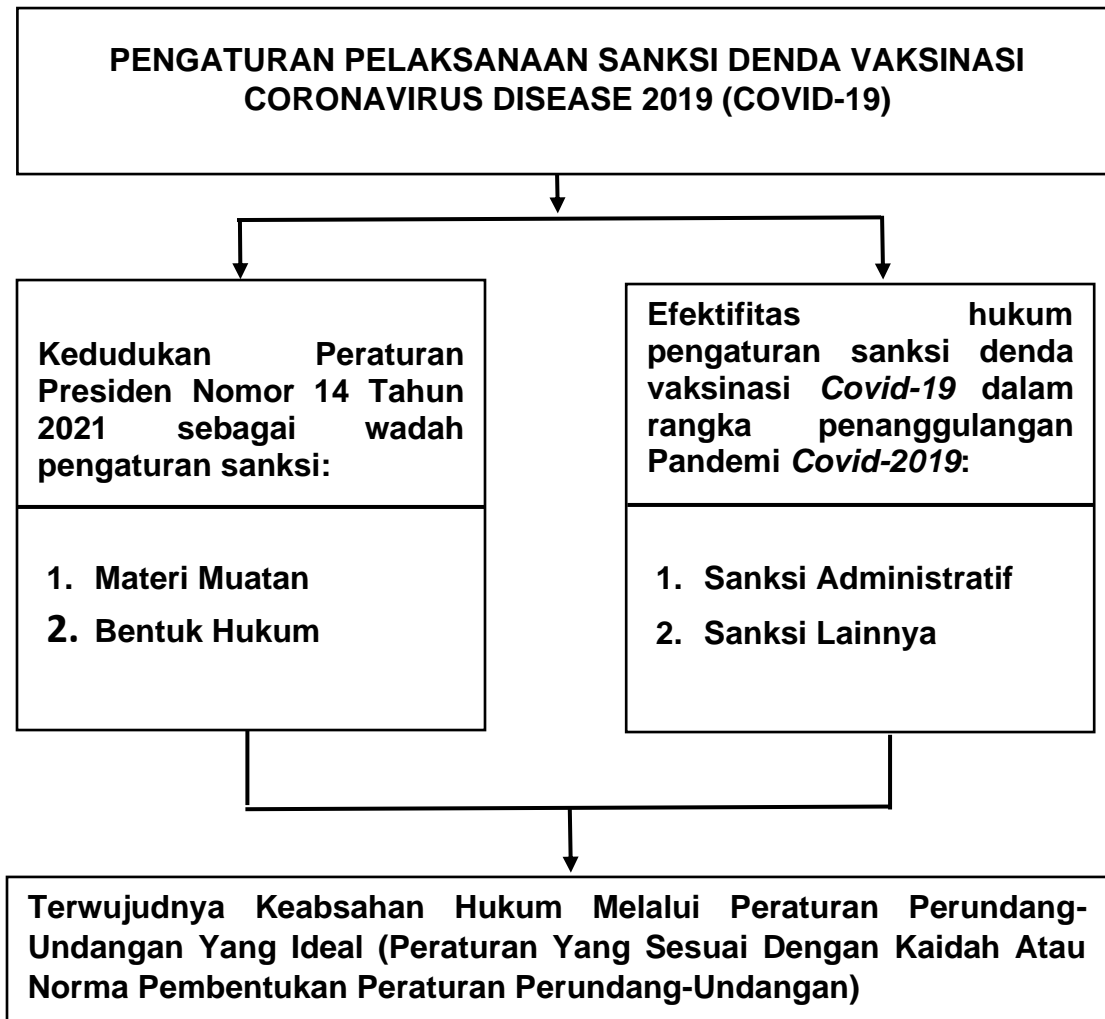 PENGATURAN PELAKSANAAN SANKSI DENDA VAKSINASI
CORONAVIRUS DISEASE 2019 (COVID-19)
Kedudukan Peraturan
Presiden Nomor 14 Tahun
2021 sebagai wadah
pengaturan sanksi:
1. Materi Muatan
2. Bentuk Hukum
Efektifitas hukum
pengaturan sanksi denda
vaksinasi Covid-19 dalam
rangka penanggulangan
Pandemi Covid-2019:
1. Sanksi Administratif
2. Sanksi Lainnya
Terwujudnya Keabsahan Hukum Melalui Peraturan Perundang-
Undangan Yang Ideal (Peraturan Yang Sesuai Dengan Kaidah Atau
Norma Pembentukan Peraturan Perundang-Undangan)